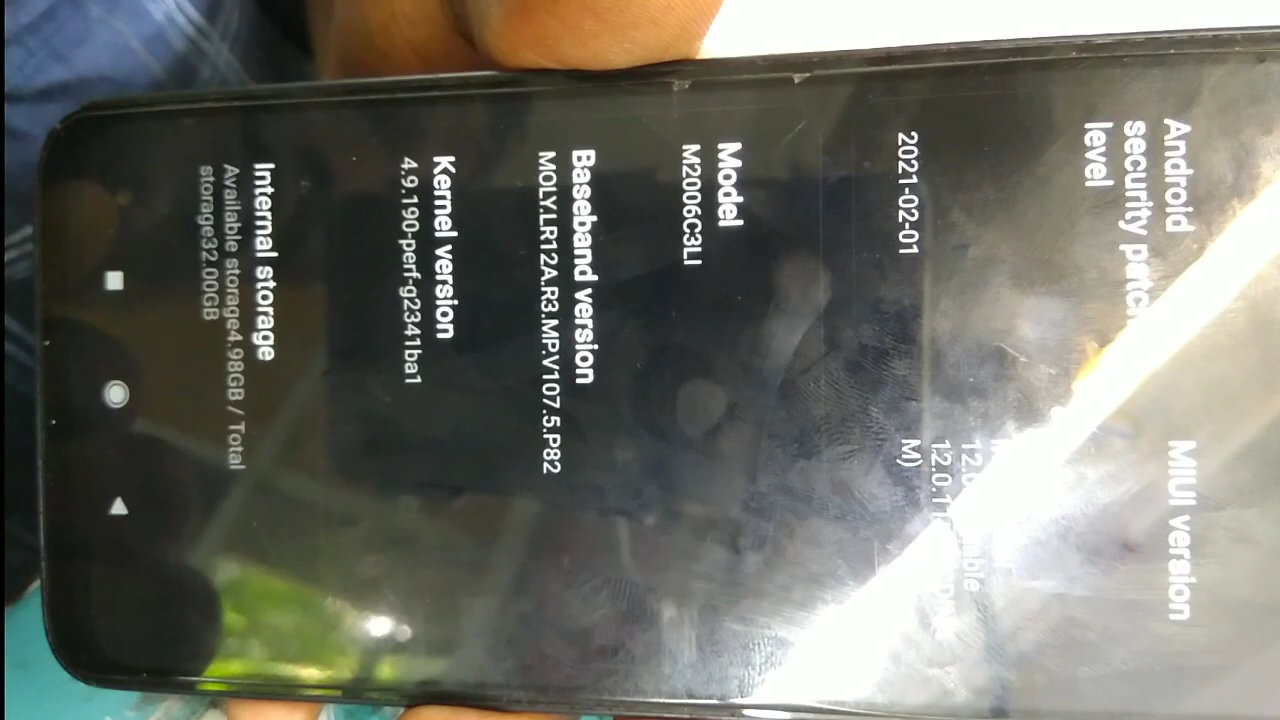 Android
security patch
level
2021-02-01
MIUI version
M)
Model
M2006C3LI
Baseband version
MOLY.LR12A.R3.MP.V107.5.P82
Kernel version
4.9.190-perf-g2341ba1
Internal storage
Available storage4.98GB / Total
storage32.00GB